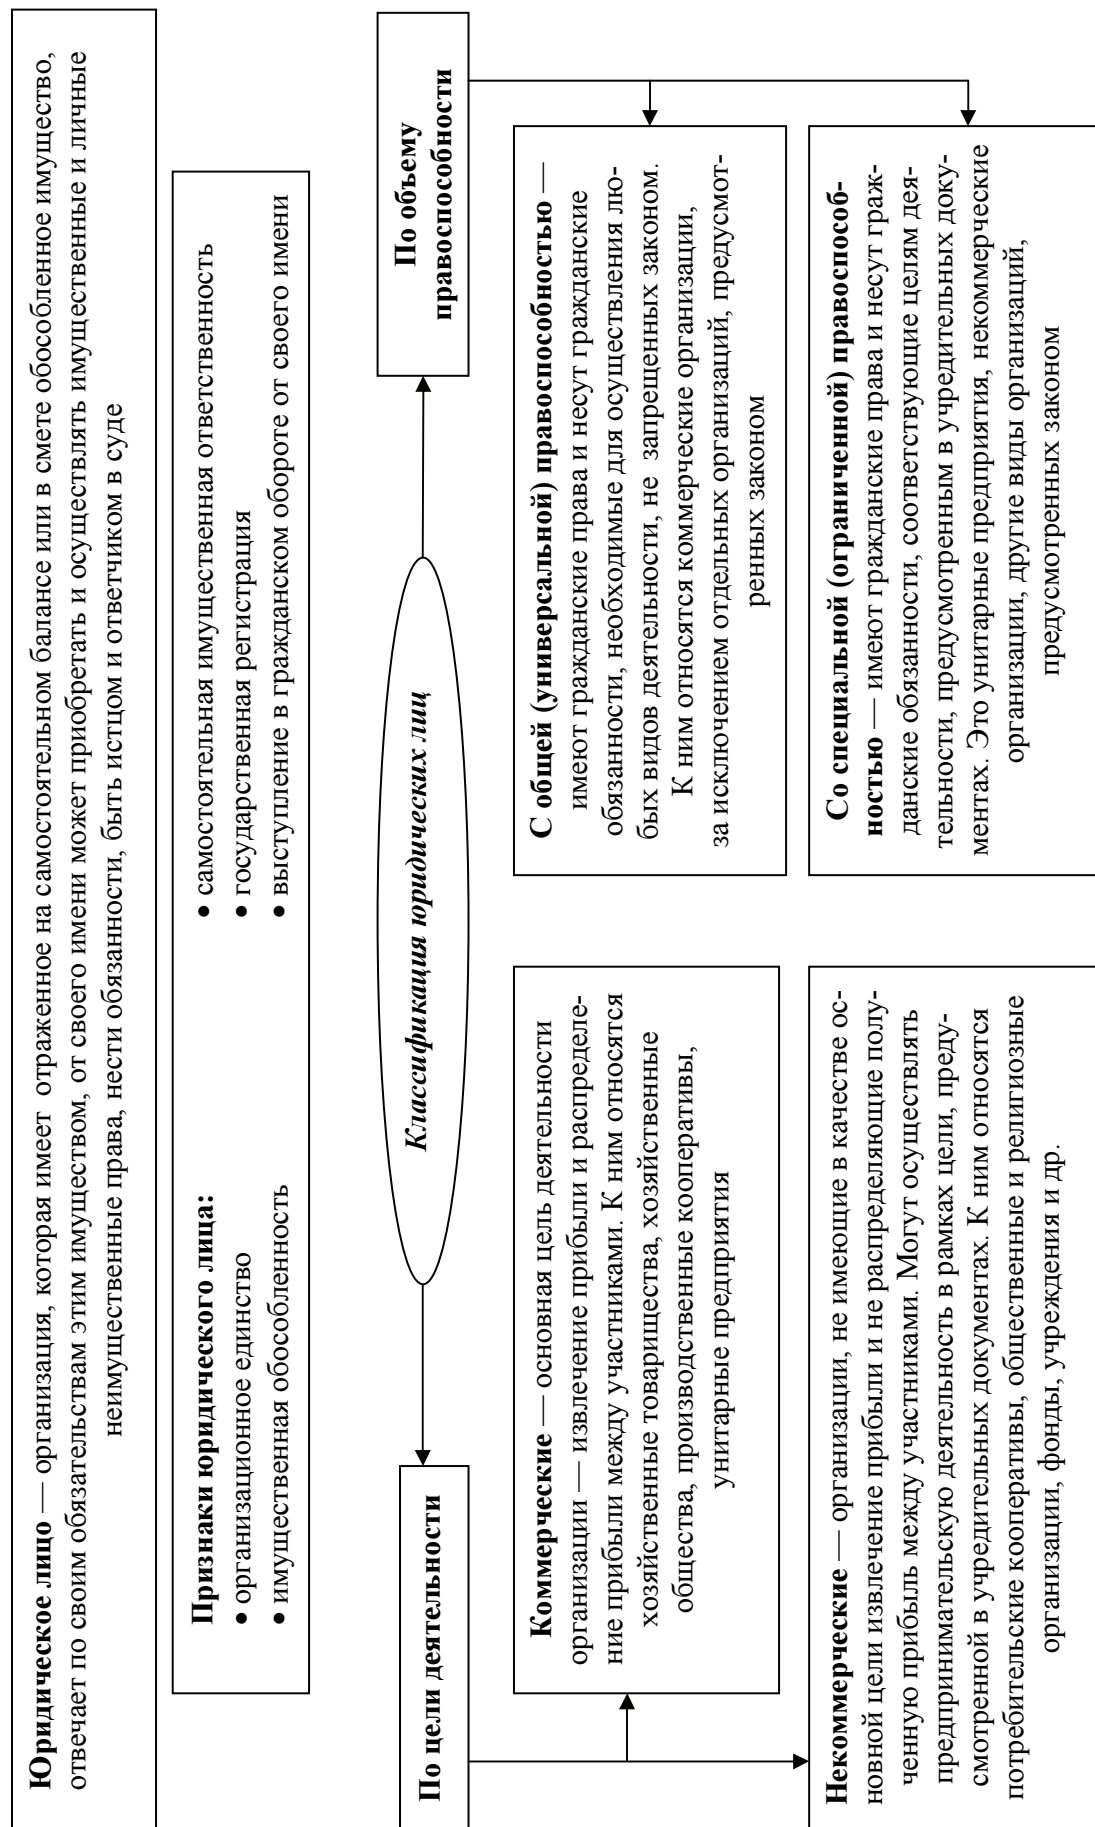 Юридическое лицо — организация, которая имеет отраженное на самостоятельном балансе или в смете обособленное имущество,
отвечает по своим обязательствам этим имуществом, от своего имени может приобретать и осуществлять имущественные и личные
неимущественные права, нести обязанности, быть истцом и ответчиком в суде
Признаки юридического лица:
• организационное единство
• имущественная обособленность
• самостоятельная имущественная ответственность
• государственная регистрация
• выступление в гражданском обороте от своего имени
Классификация юридических лиц
По цели деятельности
Коммерческие — основная цель деятельности
организации — извлечение прибыли и распределе-
ние прибыли между участниками. К ним относятся
хозяйственные товарищества, хозяйственные
общества, производственные кооперативы,
унитарные предприятия
Некоммерческие — организации, не имеющие в качестве ос-
новной цели извлечение прибыли и не распределяющие полу-
ченную прибыль между участниками. Могут осуществлять
предпринимательскую деятельность в рамках цели, преду-
смотренной в учредительных документах. К ним относятся
потребительские кооперативы, общественные и религиозные
организации, фонды, учреждения и др.
По объему
правоспособности
С общей (универсальной) правоспособностью —
имеют гражданские права и несут гражданские
обязанности, необходимые для осуществления лю-
бых видов деятельности, не запрещенных законом.
К ним относятся коммерческие организации,
за исключением отдельных организаций, предусмот-
ренных законом
Со специальной (ограниченной) правоспособ-
ностью — имеют гражданские права и несут граж-
данские обязанности, соответствующие целям дея-
тельности, предусмотренным в учредительных доку-
ментах. Это унитарные предприятия, некоммерческие
организации, другие виды организаций,
предусмотренных законом